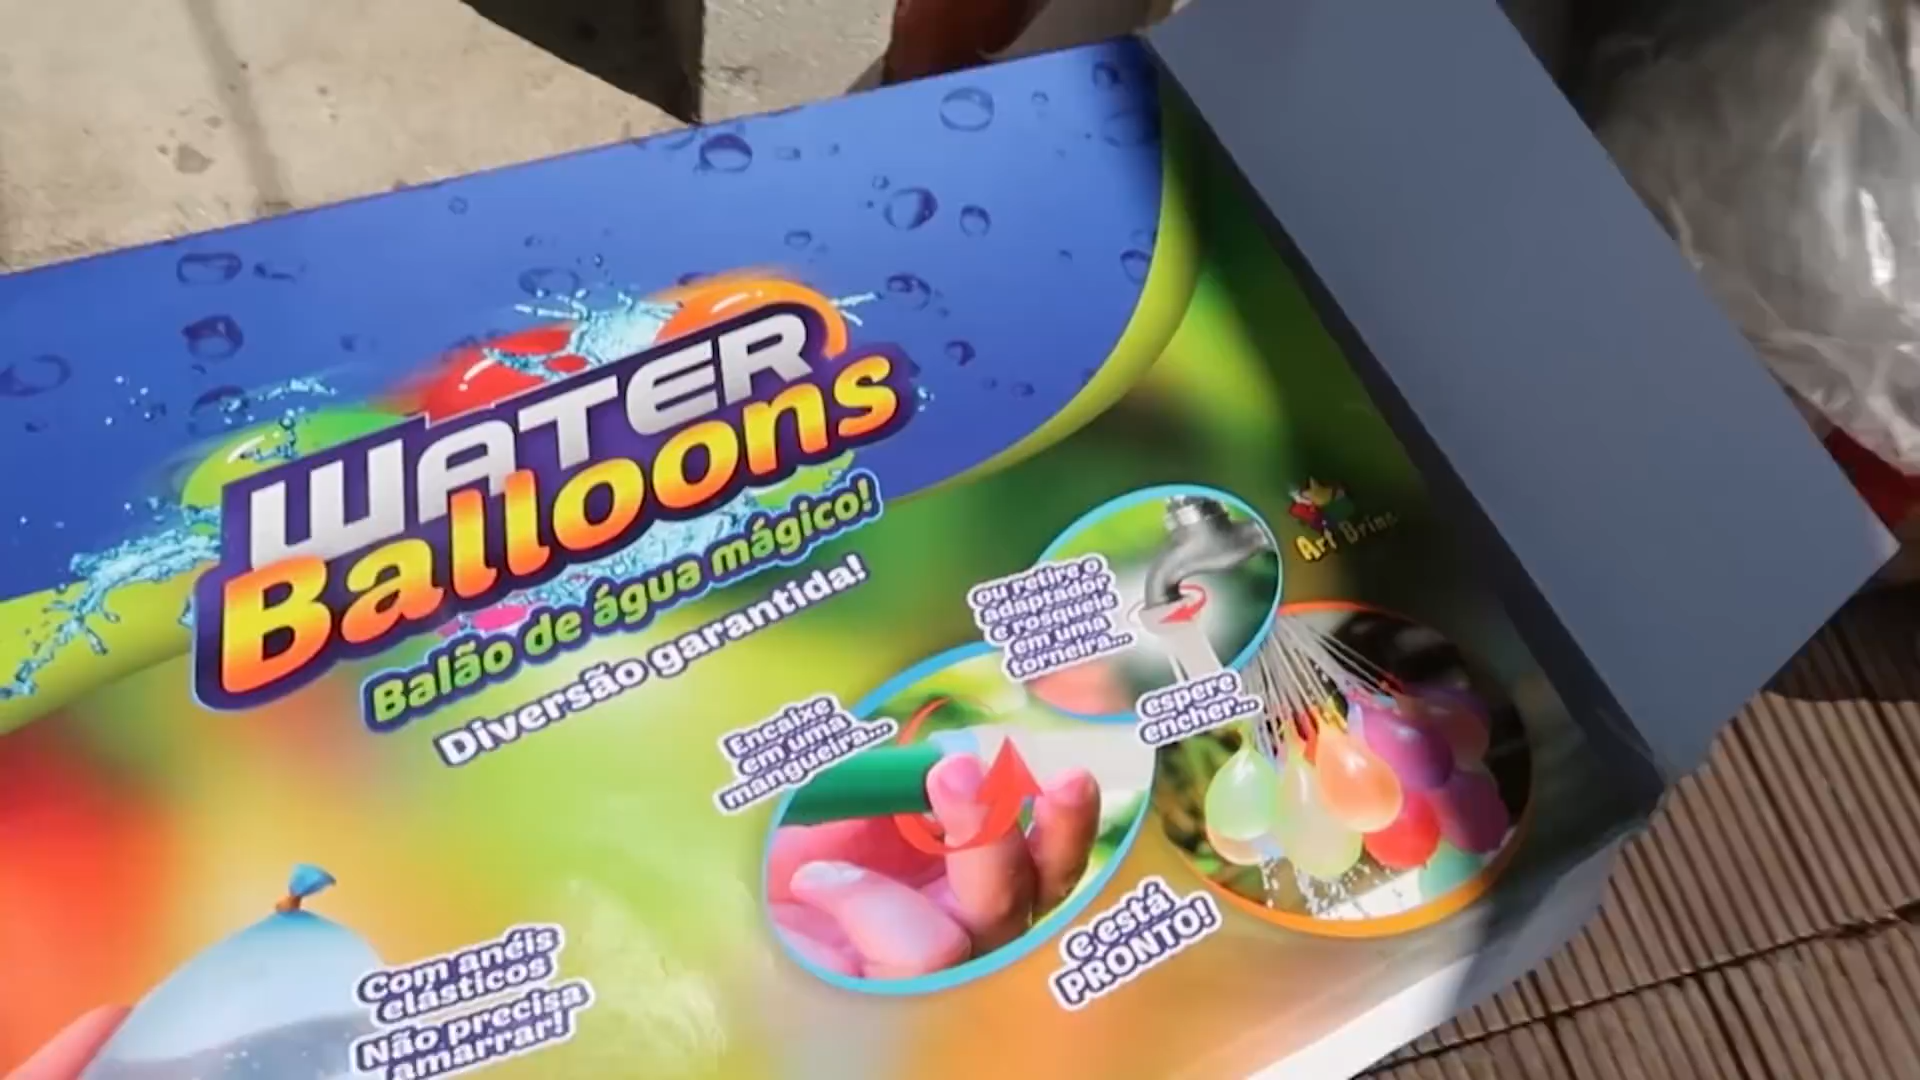 WATER
Balloons
Balão de água mágico!
Diversão garantida!
Art Brink
ou retire o
adaptador
e rosqueie
em uma
torneira...
Encaixe
em uma
mangueira...
espere
encher...
e está
PRONTO!
Com anéis
elásticos
Não precisa
amarrar!